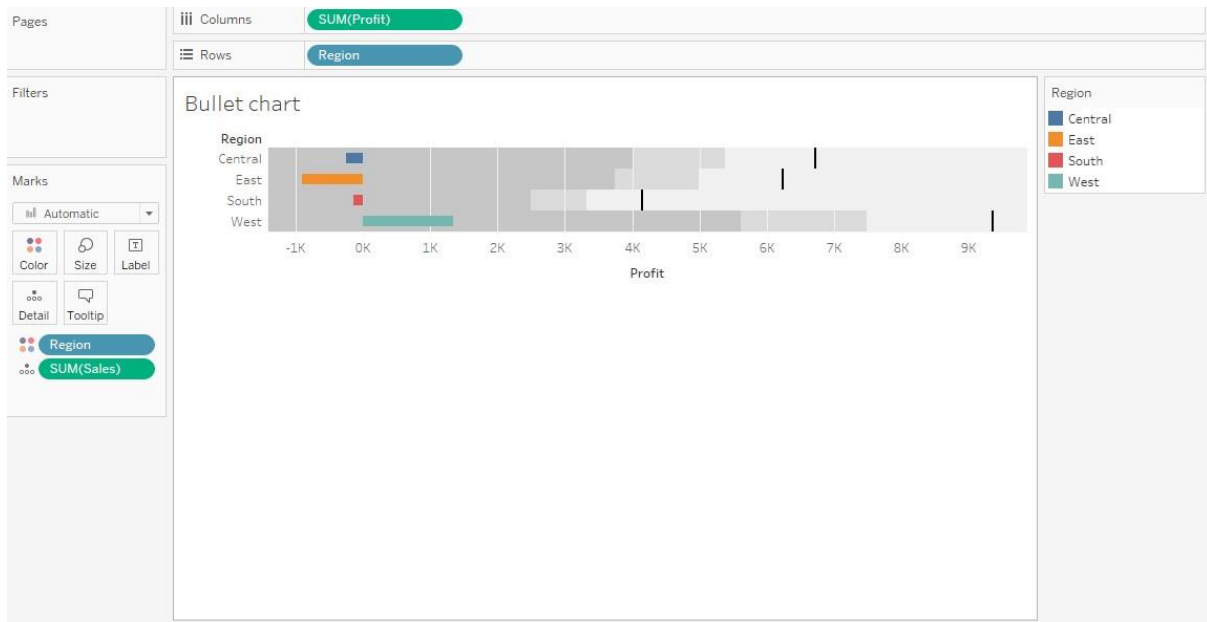 Pages
Columns
SUM(Profit)
Rows
Region
Filters
Marks
Automatic
Color
Size
Label
Detail
Tooltip
Region
SUM(Sales)
Bullet chart
Region
Central
East
South
West
-1K 0K 1K 2K 3K 4K 5K 6K 7K 8K 9K
Profit
Region
Central
East
South
West